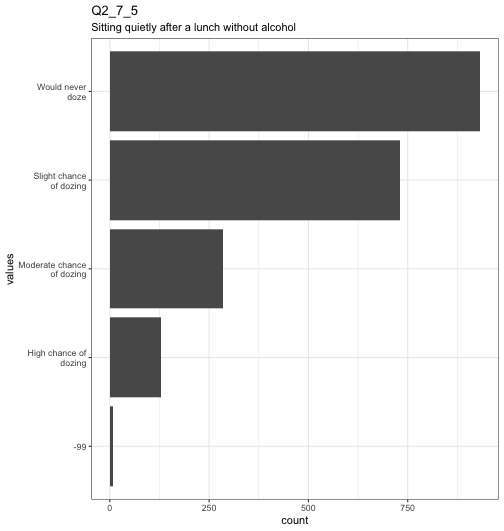 Q2_7_5
Sitting quietly after a lunch without alcohol
Would never
doze
Slight chance
of dozing
Moderate chance
of dozing
High chance of
dozing
-99
values
0
250
500
750
count